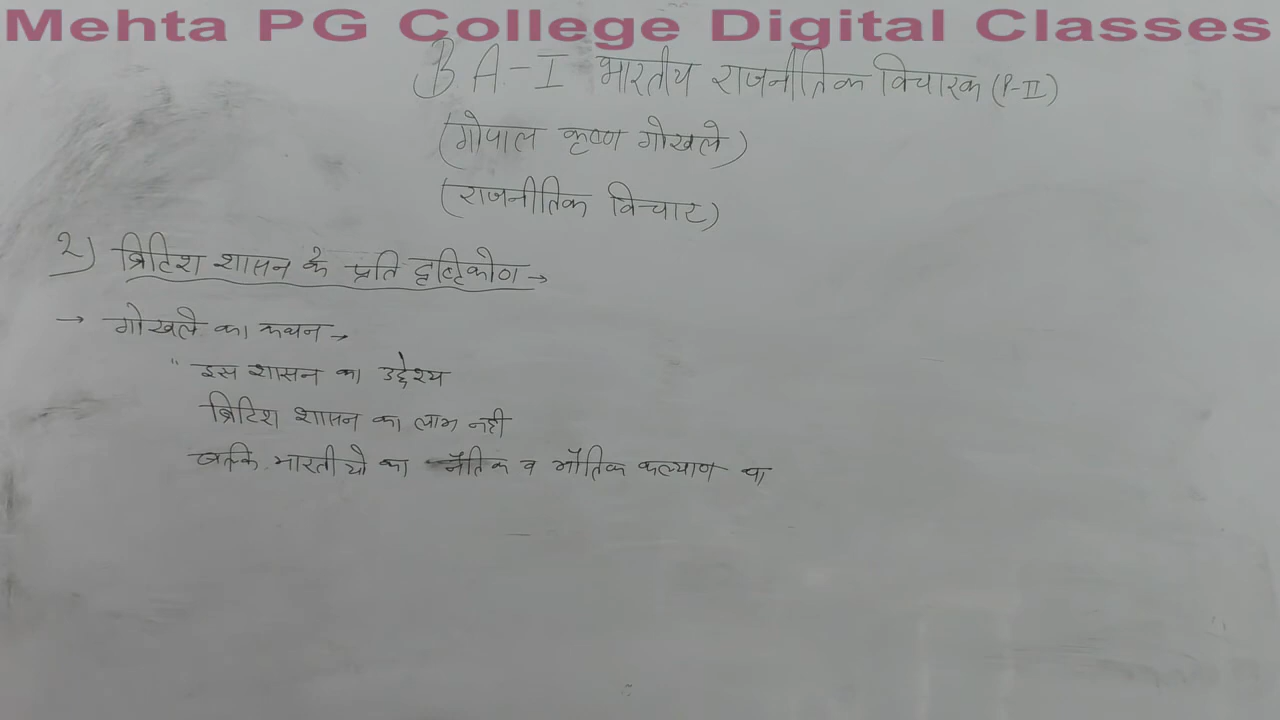 Mehta PG College Digital Classes
B A.-I भारतीय राजनीतिक विचारक (P-II)
(गोपाल कृष्ण गोखले)
(राजनीतिक विचार)
२) ब्रिटिश शासन के प्रति दृष्टिकोण →
→ गोखले का कथन →
" इस शासन का उद्देश्य
ब्रिटिश शासन का लाभ नही
बल्कि भारतीयो का नैतिक व भौतिक कल्याण था